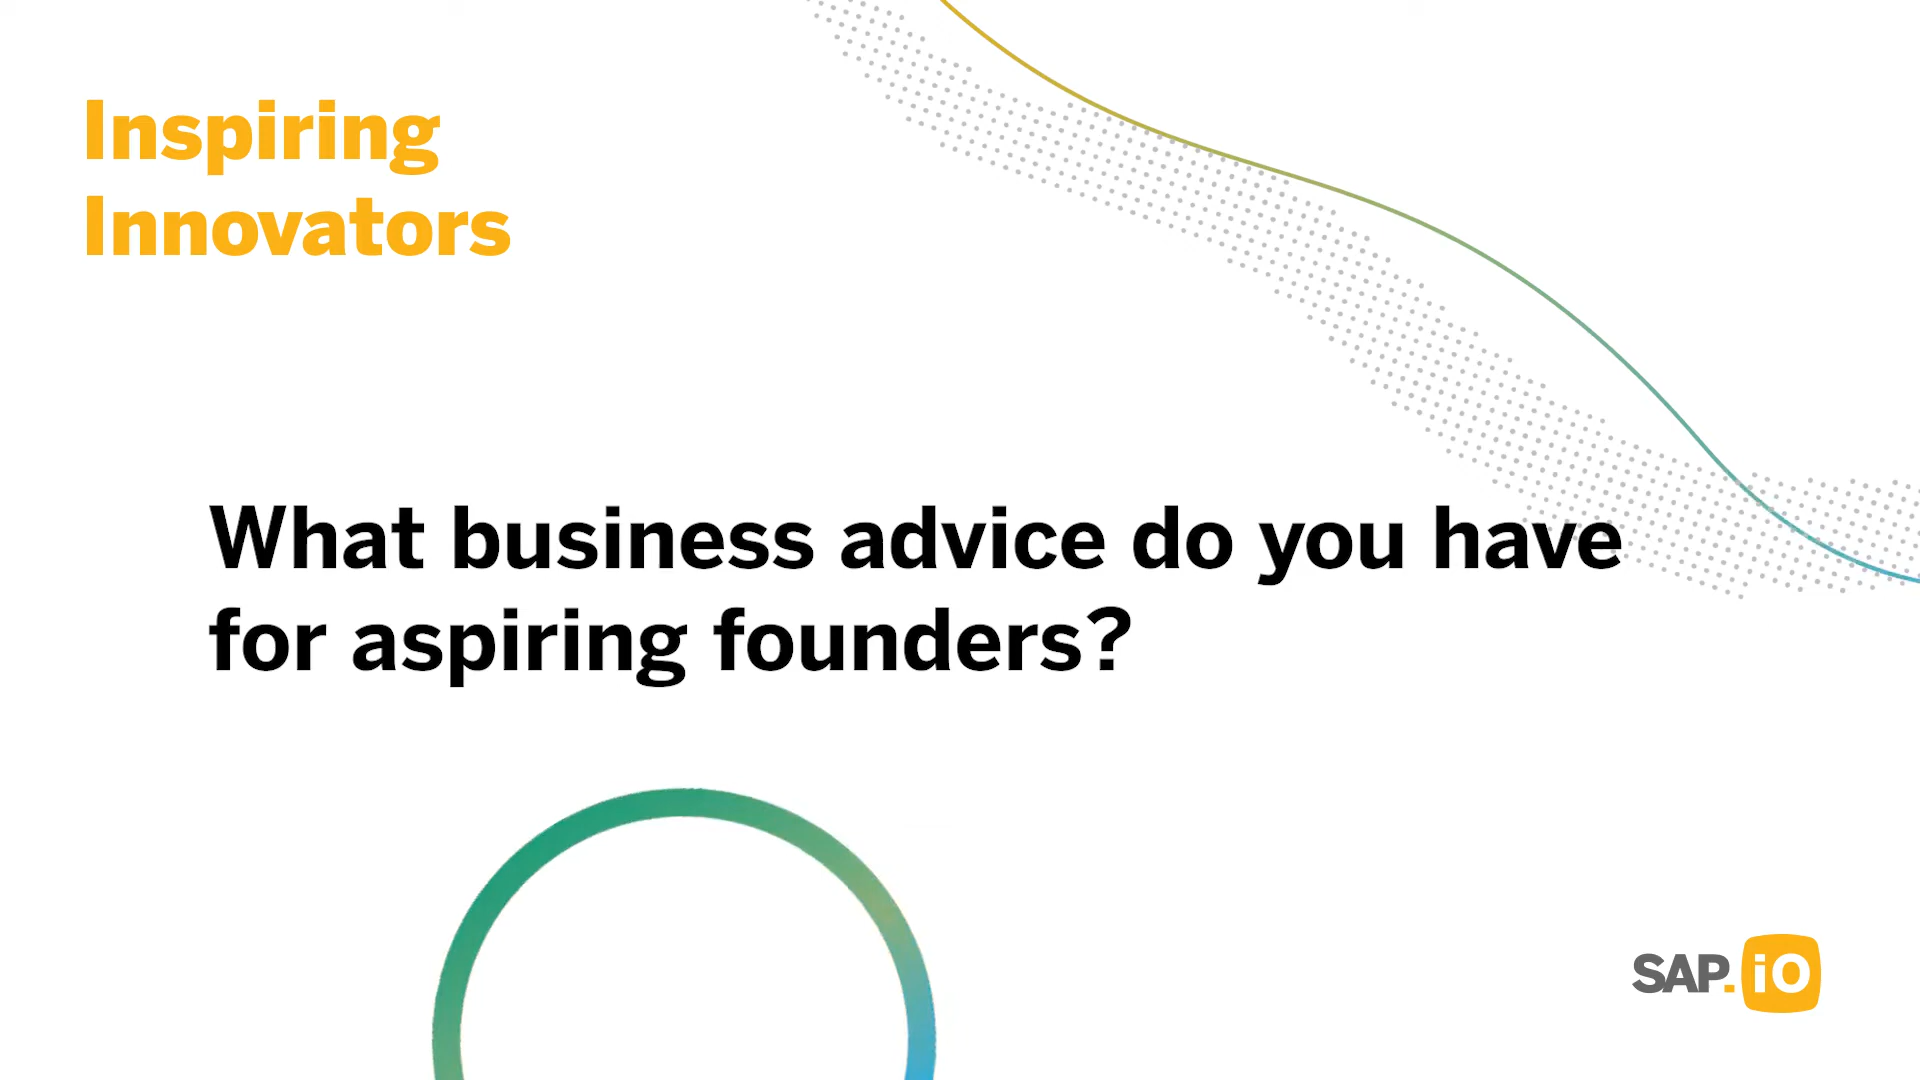 Inspiring
Innovators
What business advice do you have
for aspiring founders?
SAP.iO